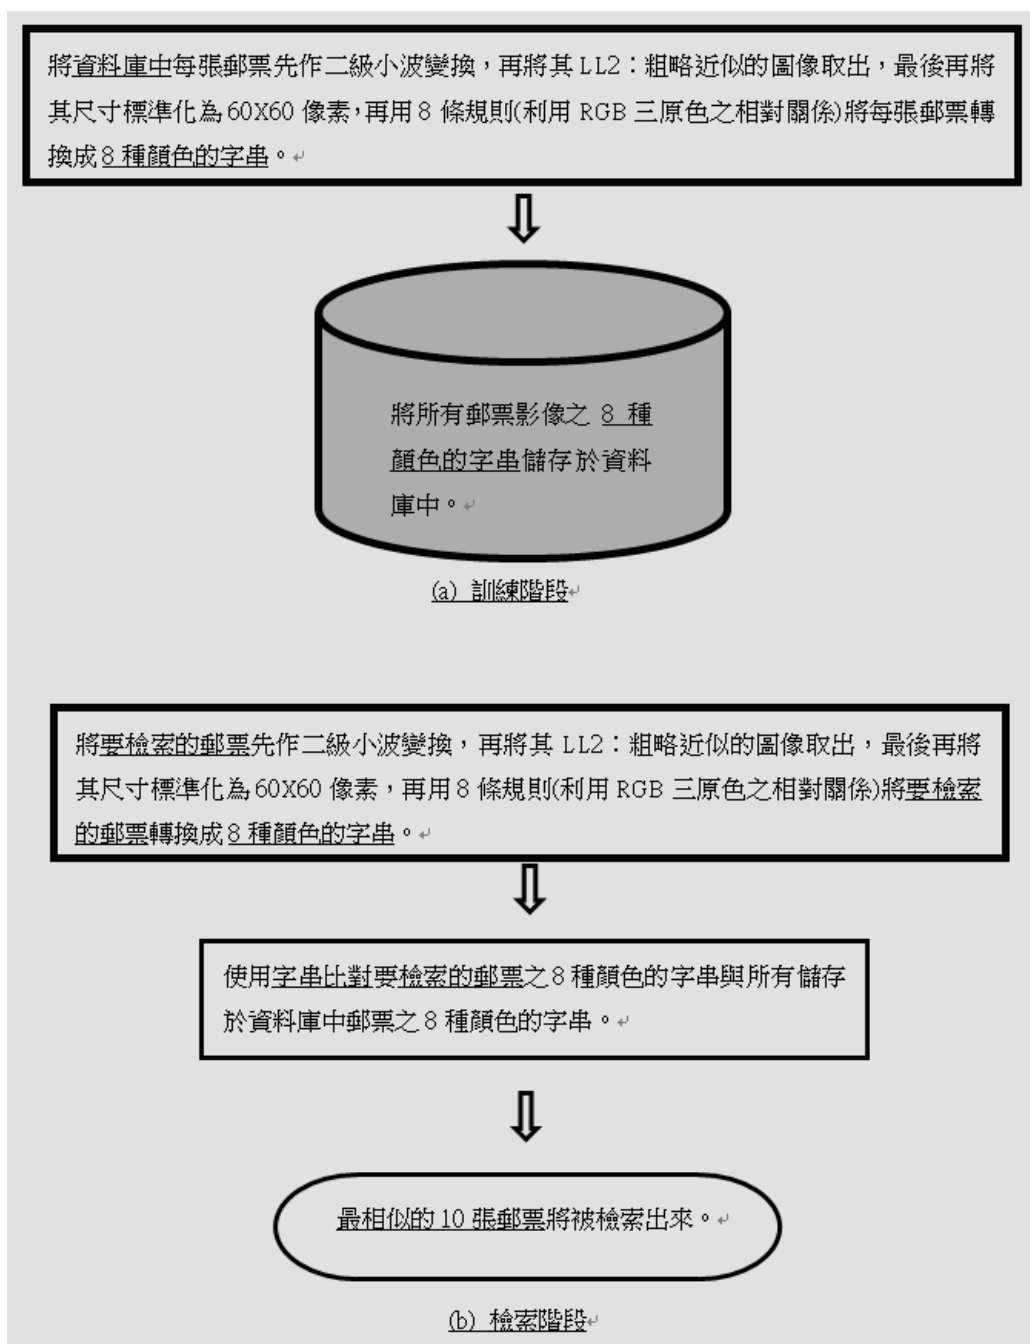 將資料庫中每張郵票先作二級小波變換，再將其 LL2：粗略近似的圖像取出，最後再將
其尺寸標準化為 60X60 像素，再用 8 條規則(利用 RGB 三原色之相對關係)將每張郵票轉
換成 8 種顏色的字串。
將所有郵票影像之 8 種
顏色的字串儲存於資料
庫中。
(a) 訓練階段
將要檢索的郵票先作二級小波變換，再將其 LL2：粗略近似的圖像取出，最後再將
其尺寸標準化為 60X60 像素，再用 8 條規則(利用 RGB 三原色之相對關係)將要檢索
的郵票轉換成 8 種顏色的字串。
使用字串比對要檢索的郵票之 8 種顏色的字串與所有儲存
於資料庫中郵票之 8 種顏色的字串。
最相似的 10 張郵票將被檢索出來。
(b) 檢索階段